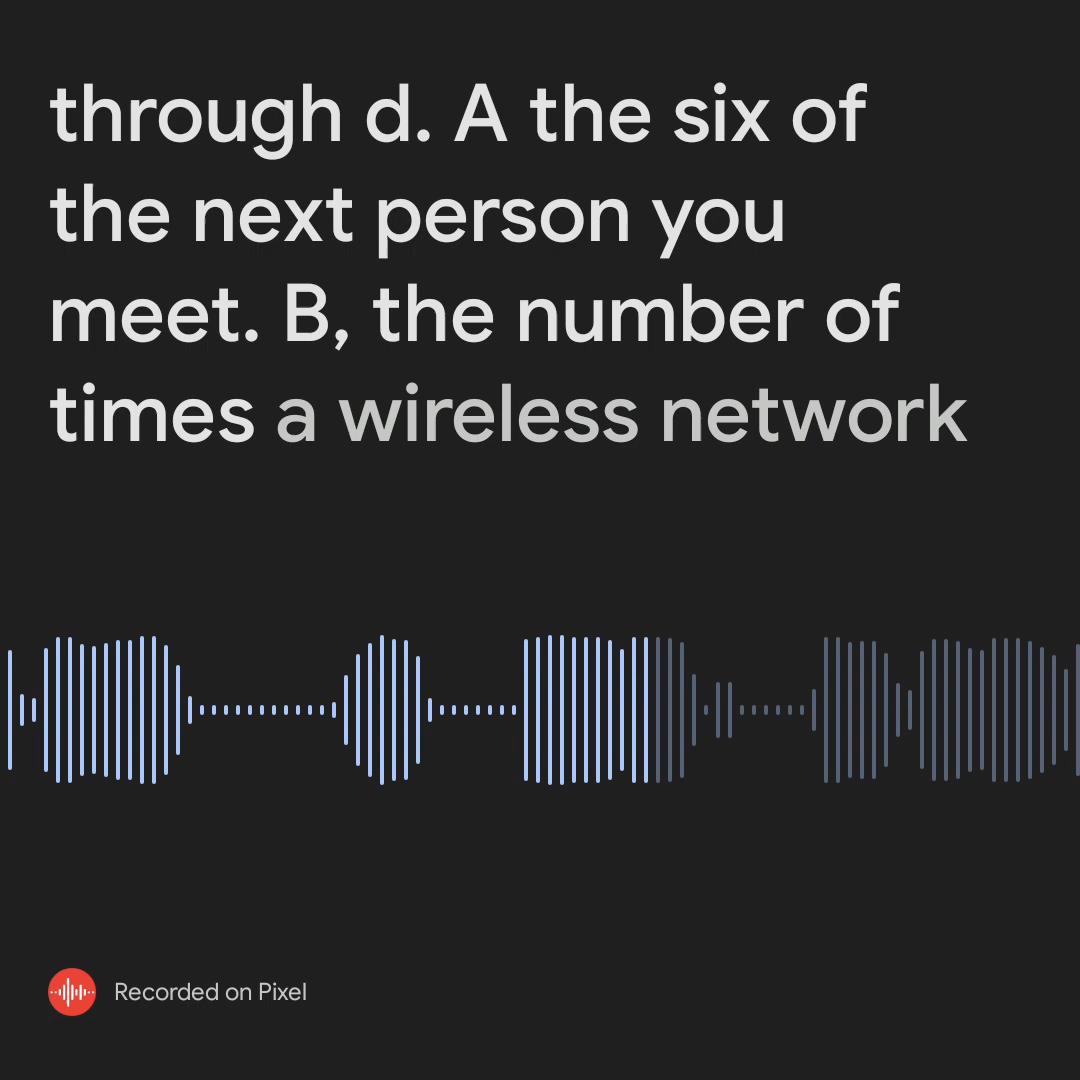 through d. A the six of
the next person you
meet. B, the number of
times a wireless network
Recorded on Pixel